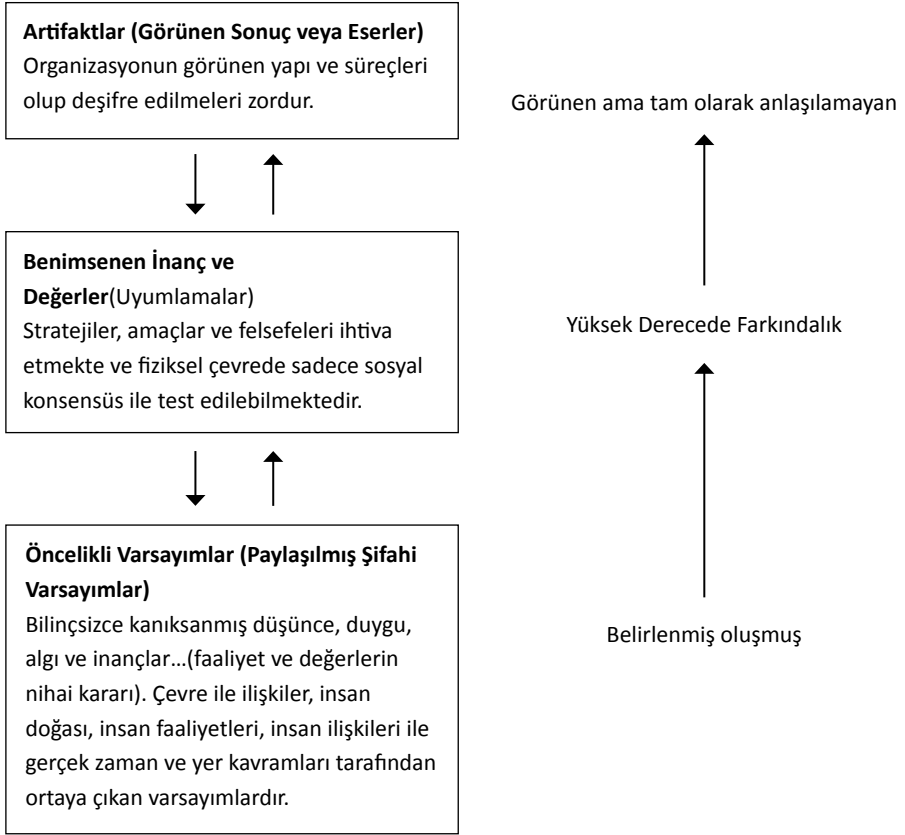 Artifaktlar (Görünen Sonuç veya Eserler)
Organizasyonun görünen yapı ve süreçleri
olup deşifre edilmeleri zordur.
Görünen ama tam olarak anlaşılamayan
Benimsenen İnanç ve
Değerler(Uyumlamalar)
Stratejiler, amaçlar ve felsefeleri ihtiva
etmekte ve fiziksel çevrede sadece sosyal
konsensüs ile test edilebilmektedir.
Yüksek Derecede Farkındalık
Öncelikli Varsayımlar (Paylaşılmış Şifahi
Varsayımlar)
Bilinçsizce kanıksanmış düşünce, duygu,
algı ve inançlar...(faaliyet ve değerlerin
nihai kararı). Çevre ile ilişkiler, insan
doğası, insan faaliyetleri, insan ilişkileri ile
gerçek zaman ve yer kavramları tarafından
ortaya çıkan varsayımlardır.
Belirlenmiş oluşmuş